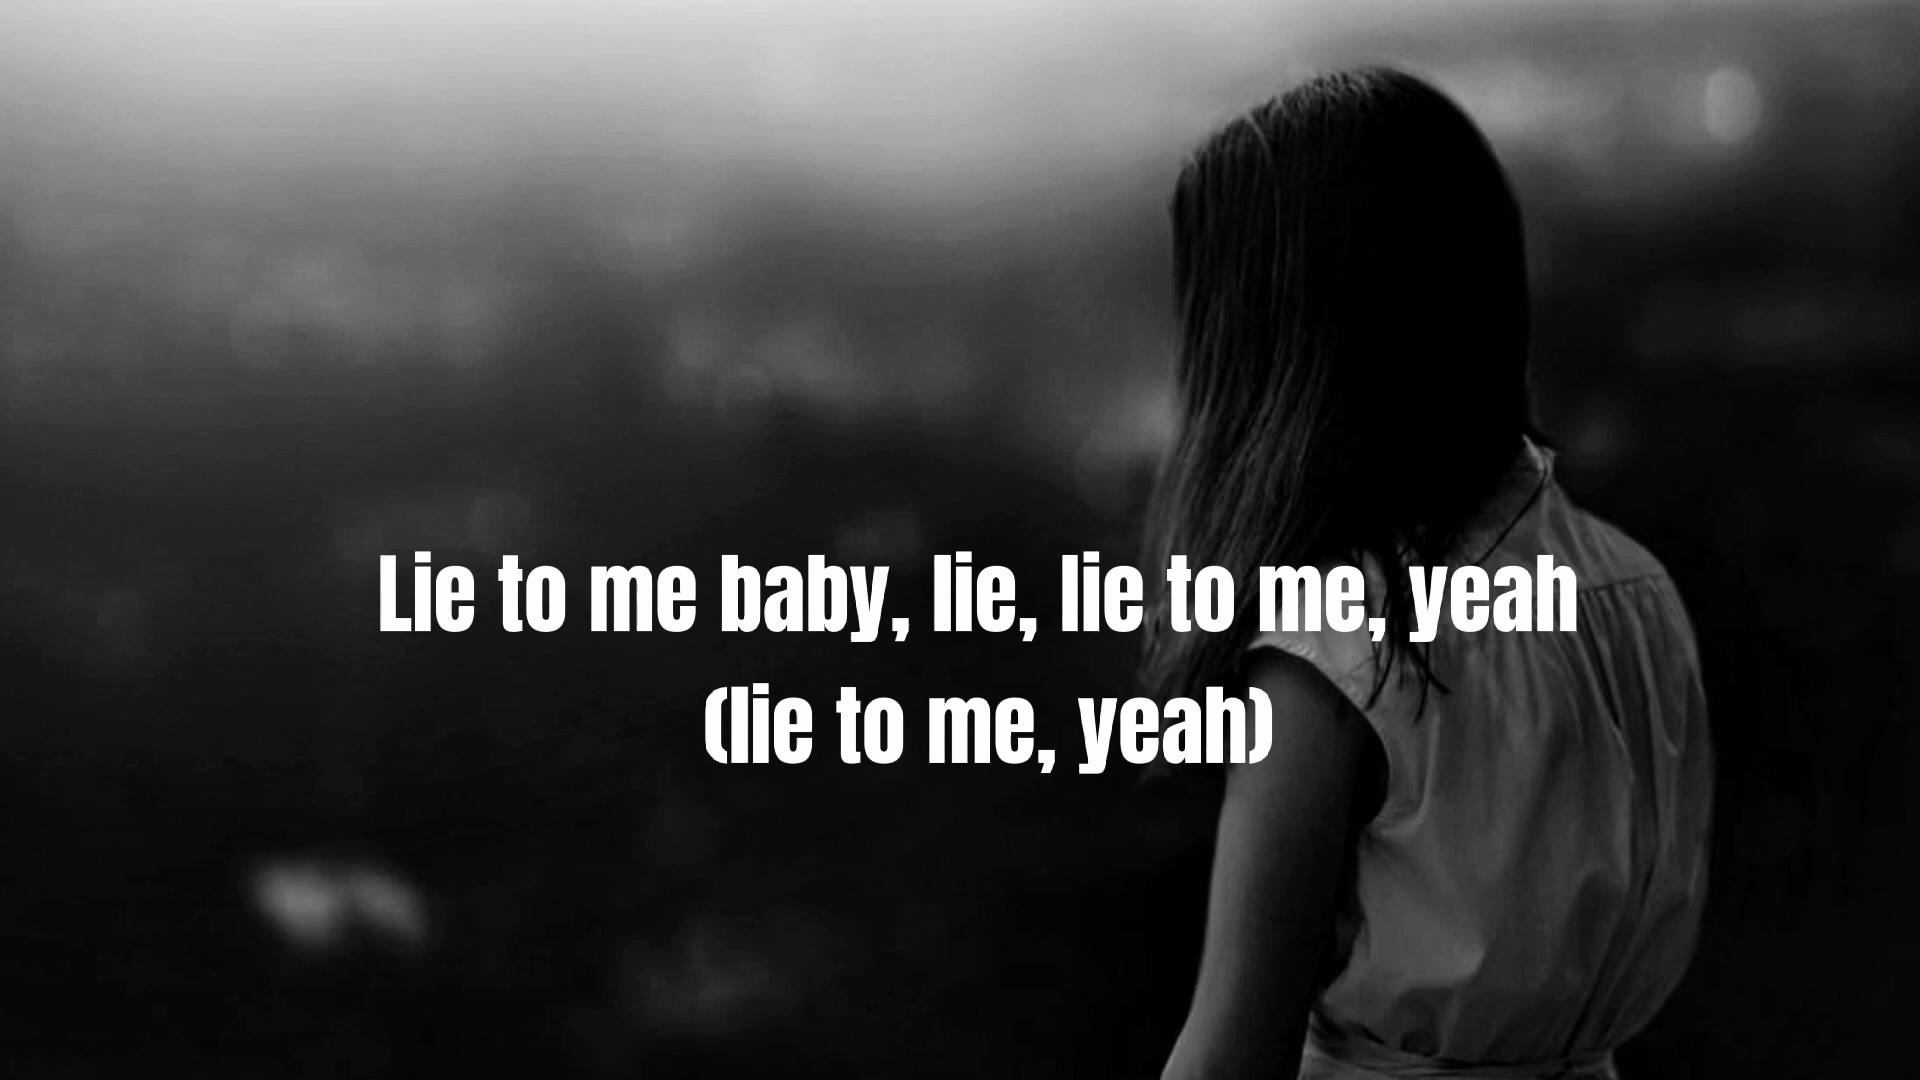 Lie to me baby, lie, lie to me, yeah
(lie to me, yeah)